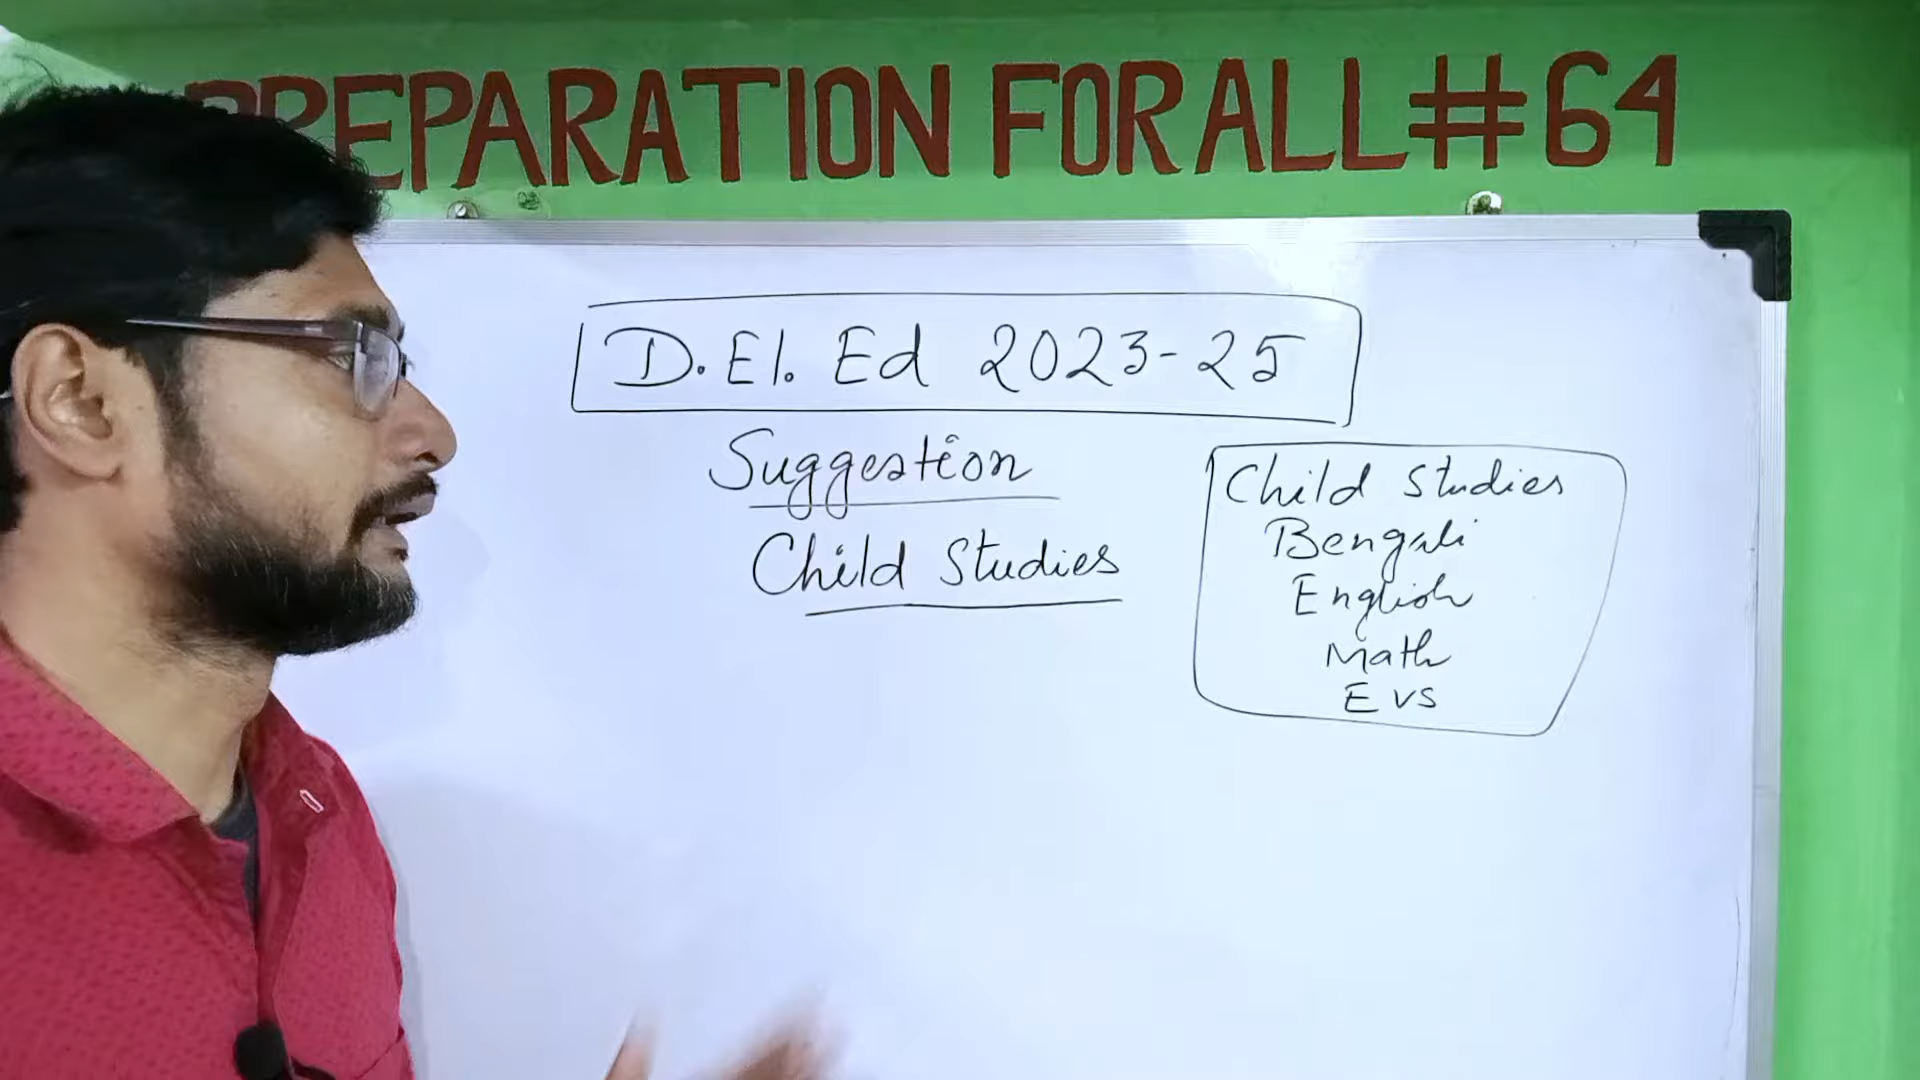 PREPARATION FOR ALL #64
D. El. Ed 2023-25
Suggestion
Child Studies
Child Studies
Bengali
English
Math
EVS